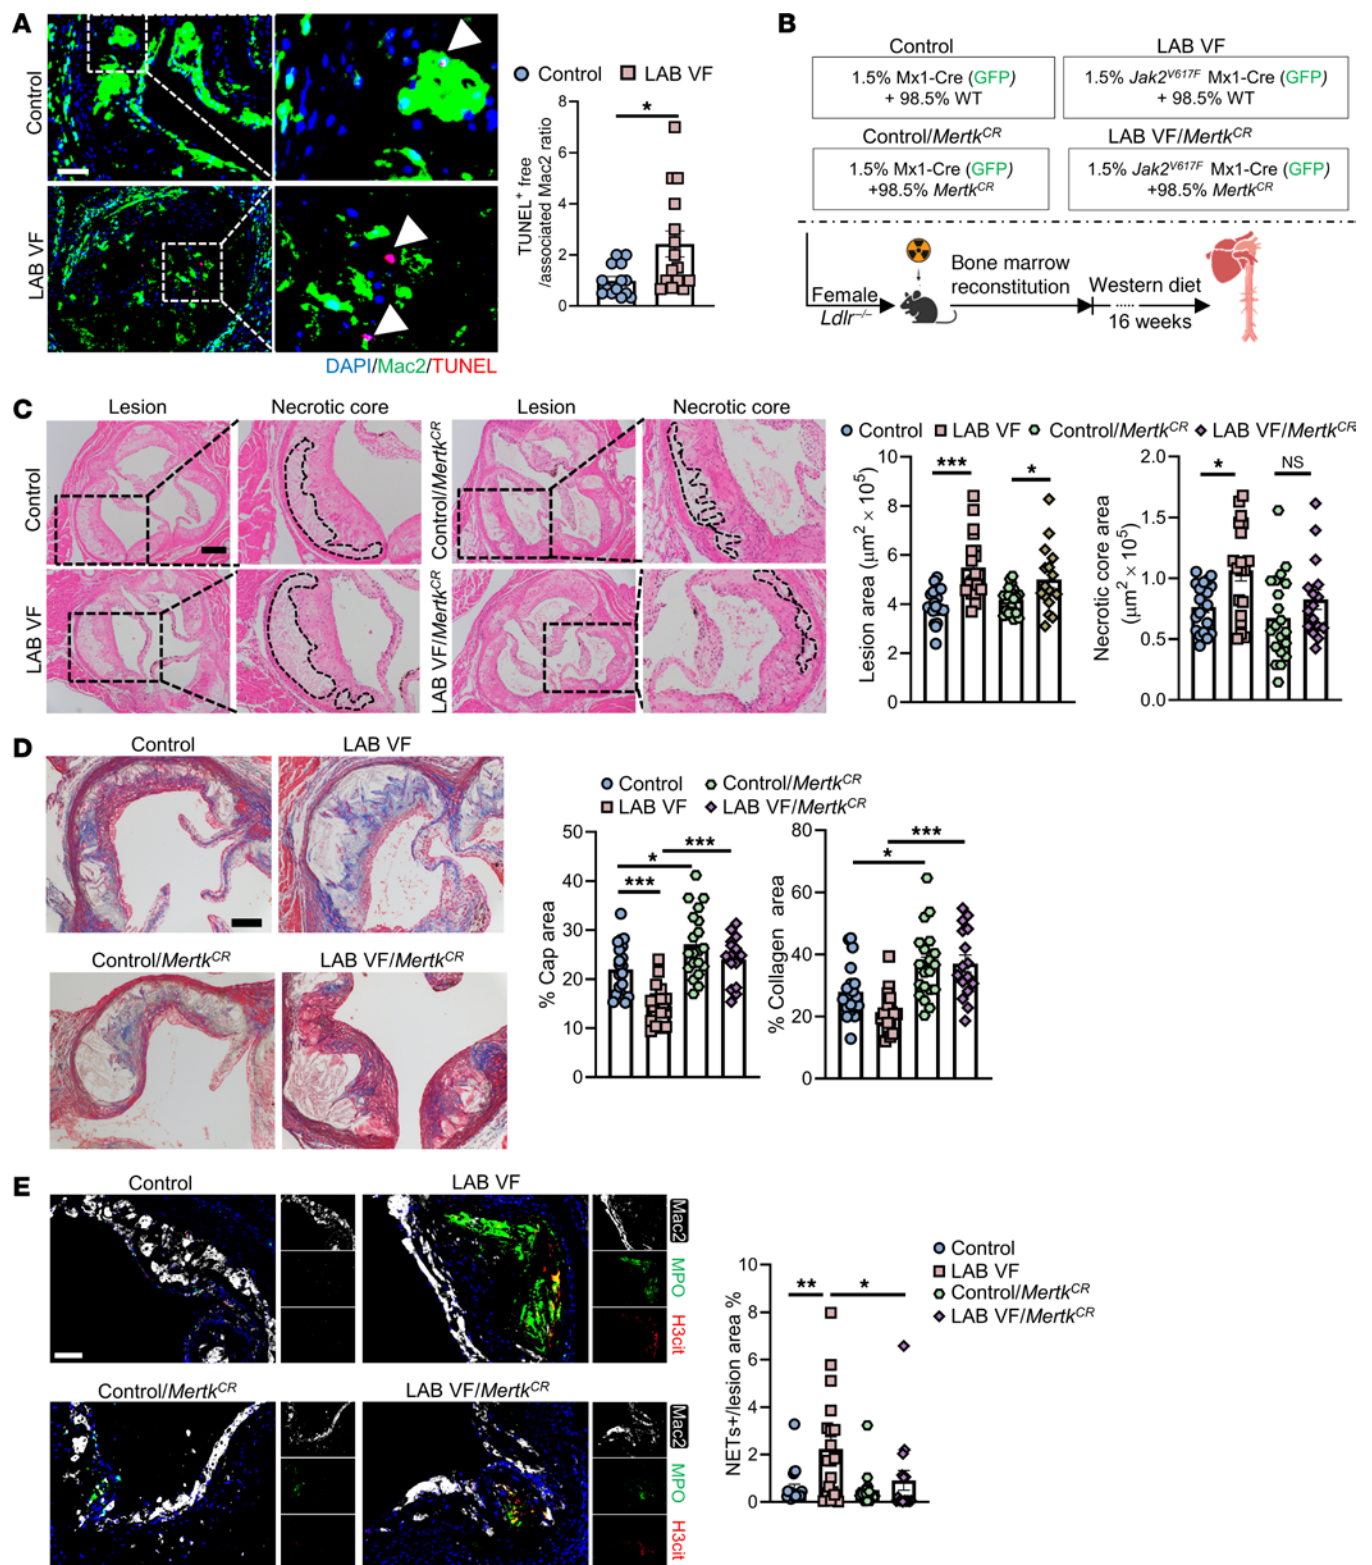 A
Control
LAB VF
DAPI/Mac2/TUNEL
Control LAB VF
TUNEL+ free
/associated Mac2 ratio
8
6
4
2
0
*
B
Control
1.5% Mx1-Cre (GFP)
+ 98.5% WT
LAB VF
1.5% Jak2V617F Mx1-Cre (GFP)
+ 98.5% WT
Control/MertkCR
1.5% Mx1-Cre (GFP)
+98.5% MertkCR
LAB VF/MertkCR
1.5% Jak2V617F Mx1-Cre (GFP)
+98.5% MertkCR
Female
Ldlr–/–
Bone marrow
reconstitution
Western diet
16 weeks
C
Lesion
Necrotic core
Lesion
Necrotic core
Control
LAB VF
Control/MertkCR
LAB VF/MertkCR
Control LAB VF Control/MertkCR LAB VF/MertkCR
Lesion area (μm2 × 105)
10
8
6
4
2
0
***
*
Necrotic core area
(μm2 × 105)
2.0
1.5
1.0
0.5
0.0
*
NS
D
Control
LAB VF
Control/MertkCR
LAB VF/MertkCR
Control Control/MertkCR
LAB VF LAB VF/MertkCR
% Cap area
50
40
30
20
10
0
***
*
***
% Collagen area
80
60
40
20
0
*
***
E
Control
LAB VF
Mac2
MPO
H3cit
Control/MertkCR
LAB VF/MertkCR
Mac2
MPO
H3cit
Control
LAB VF
Control/MertkCR
LAB VF/MertkCR
NETs+/lesion area %
10
8
6
4
2
0
**
*